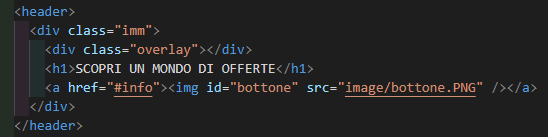 <header>
<div class="imm">
<div class="overlay"></div>
<h1>SCOPRI UN MONDO DI OFFERTE</h1>
<a href="#info"><img id="bottone" src="image/bottone.PNG" /></a>
</div>
</header>